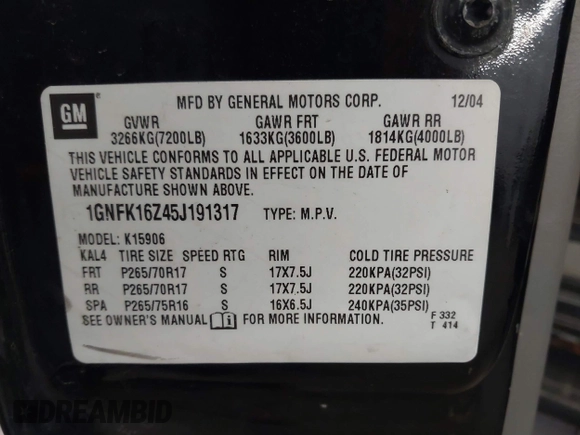 GM
MFD BY GENERAL MOTORS CORP. 12/04
GVWR GAWR FRT GAWR RR
3266KG(7200LB) 1633KG(3600LB) 1814KG(4000LB)
THIS VEHICLE CONFORMS TO ALL APPLICABLE U.S. FEDERAL MOTOR
VEHICLE SAFETY STANDARDS IN EFFECT ON THE DATE OF
MANUFACTURE SHOWN ABOVE.
1GNFK16Z45J191317 TYPE: M.P.V.
MODEL: K15906
KAL4 TIRE SIZE SPEED RTG RIM COLD TIRE PRESSURE
FRT P265/70R17 S 17X7.5J 220KPA(32PSI)
RR P265/70R17 S 17X7.5J 220KPA(32PSI)
SPA P265/75R16 S 16X6.5J 240KPA(35PSI)
SEE OWNER'S MANUAL i FOR MORE INFORMATION.
F 332
T 414
DREAMBID